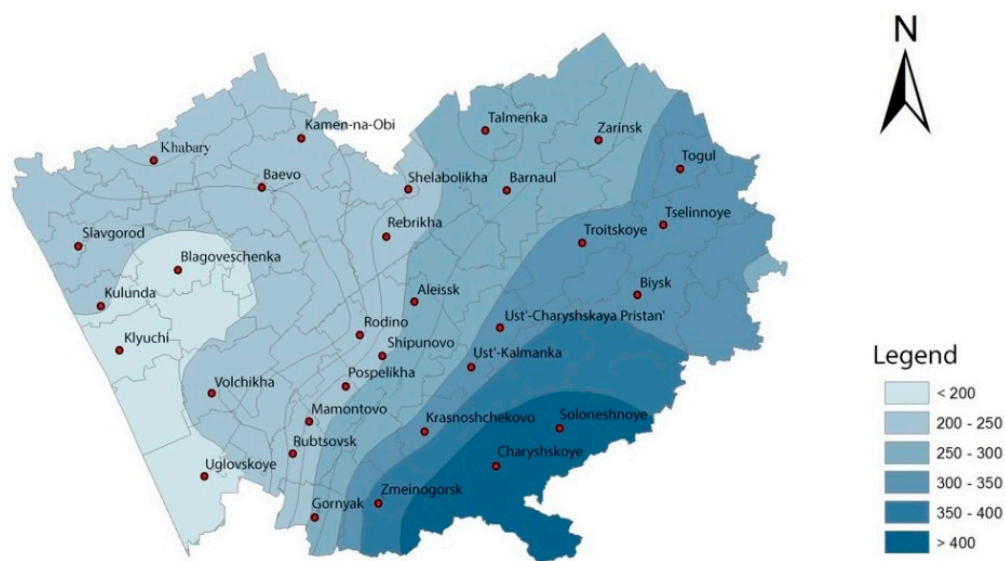 N
Talmenka
Kamen-na-Obi
Zarinsk
Khabary
Togul
Baevo
Shelabolikha
Barnaul
Tselinnoye
Rebrikha
Troitskoye
Slavgorod
Blagoveschenka
Biysk
Aleissk
Kulunda
Ust'-Charyshskaya Pristan'
Rodino
Klyuchi
Shipunovo
Ust'-Kalmanka
Pospelikha
Volchikha
Mamontovo
Krasnoshchekovo
Soloneshnoye
Rubtsovsk
Charyshskoye
Uglovskoye
Zmeinogorsk
Gornyak
Legend
< 200
200 - 250
250 - 300
300 - 350
350 - 400
> 400